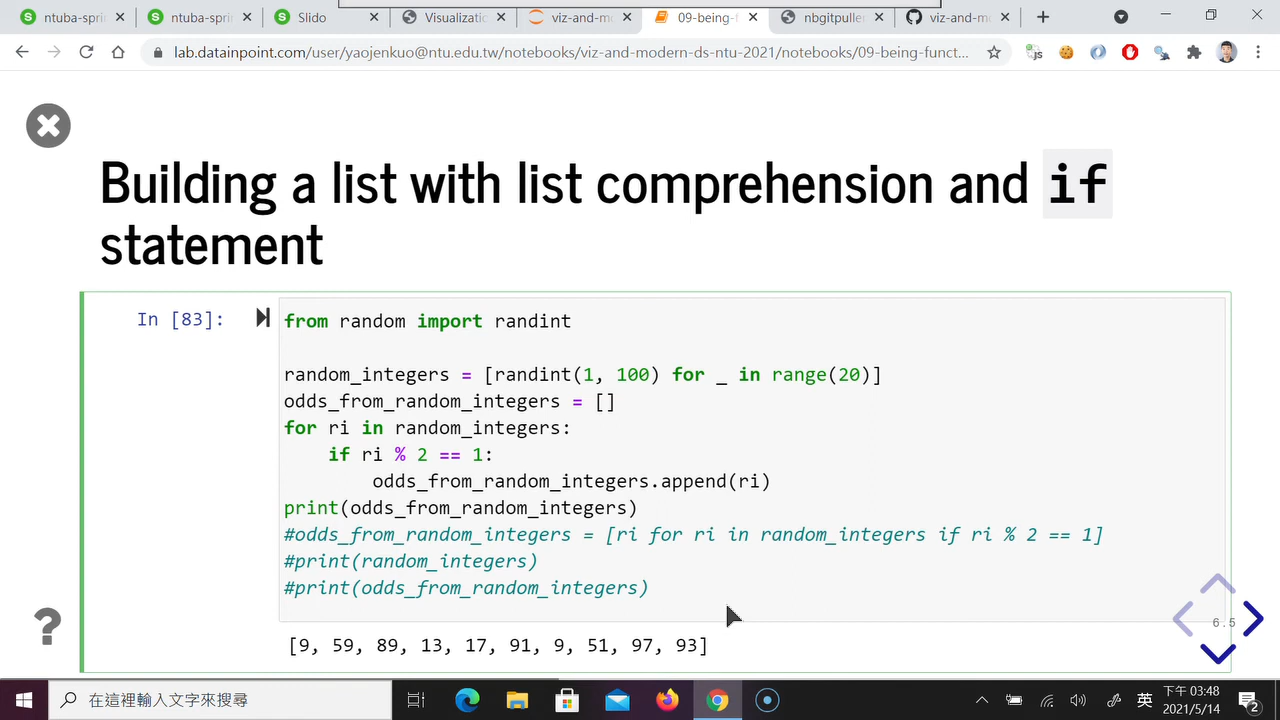 ntuba-spri
ntuba-spri
Slido
Visualizatio
viz-and-mo
09-being-f
nbgitpulle
viz-and-mo
lab.datainpoint.com/user/yaojenkuo@ntu.edu.tw/notebooks/viz-and-modern-ds-ntu-2021/notebooks/09-being-funct...
JS
Building a list with list comprehension and if
statement
In [83]:
from random import randint
random_integers = [randint(1, 100) for _ in range(20)]
odds_from_random_integers = []
for ri in random_integers:
    if ri % 2 == 1:
        odds_from_random_integers.append(ri)
print(odds_from_random_integers)
#odds_from_random_integers = [ri for ri in random_integers if ri % 2 == 1]
#print(random_integers)
#print(odds_from_random_integers)
[9, 59, 89, 13, 17, 91, 9, 51, 97, 93]
6.5
?
在這裡輸入文字來搜尋
英
下午 03:48
2021/5/14
2